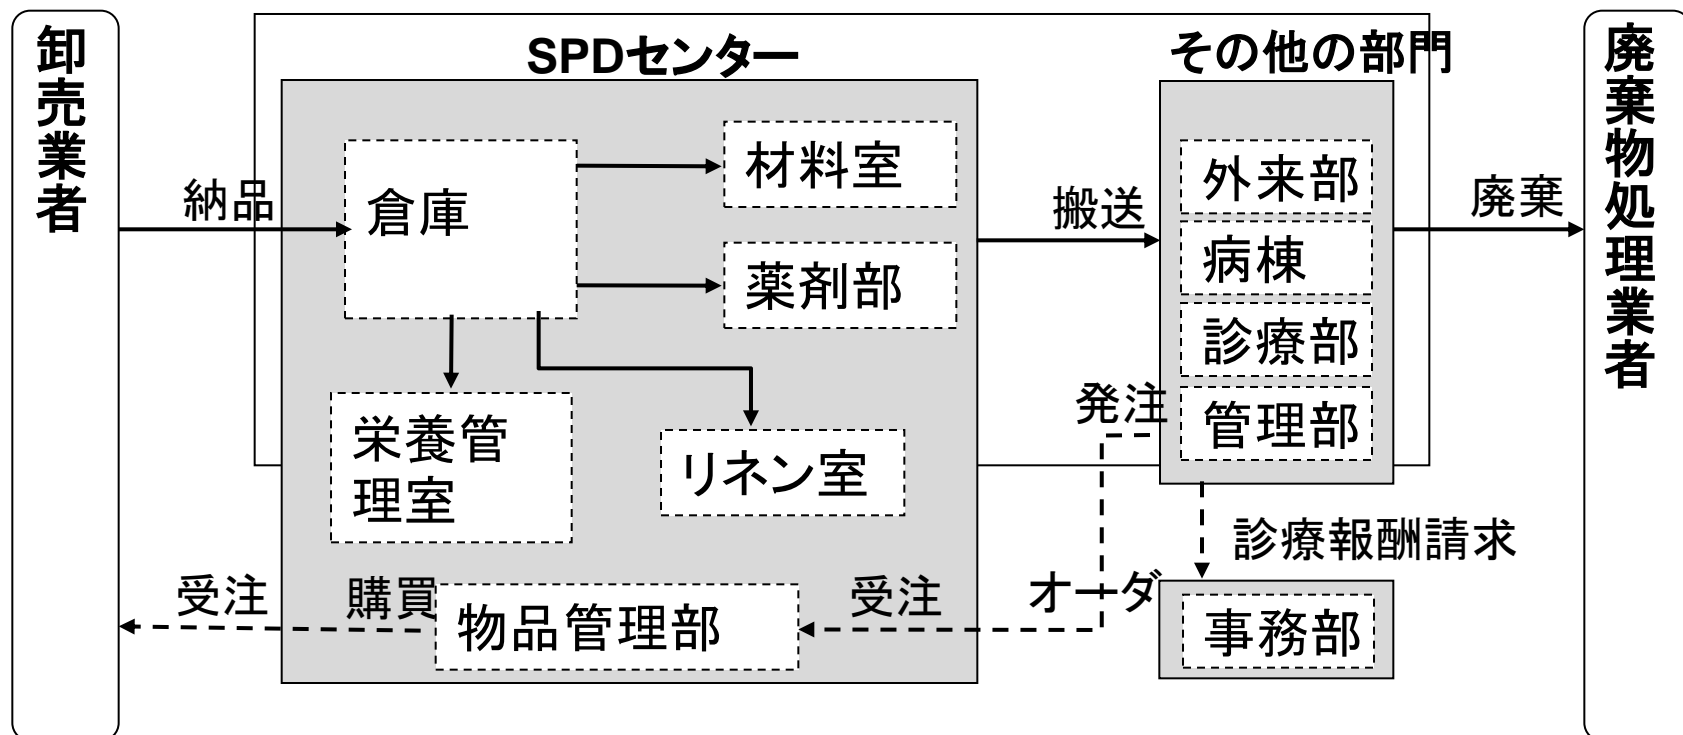 卸売業者
SPDセンター
その他の部門
廃棄物処理業者
納品
倉庫
材料室
薬剤部
搬送
外来部
病棟
診療部
管理部
廃棄
栄養管
理室
リネン室
発注
診療報酬請求
受注
購買
物品管理部
受注
オーダ
事務部